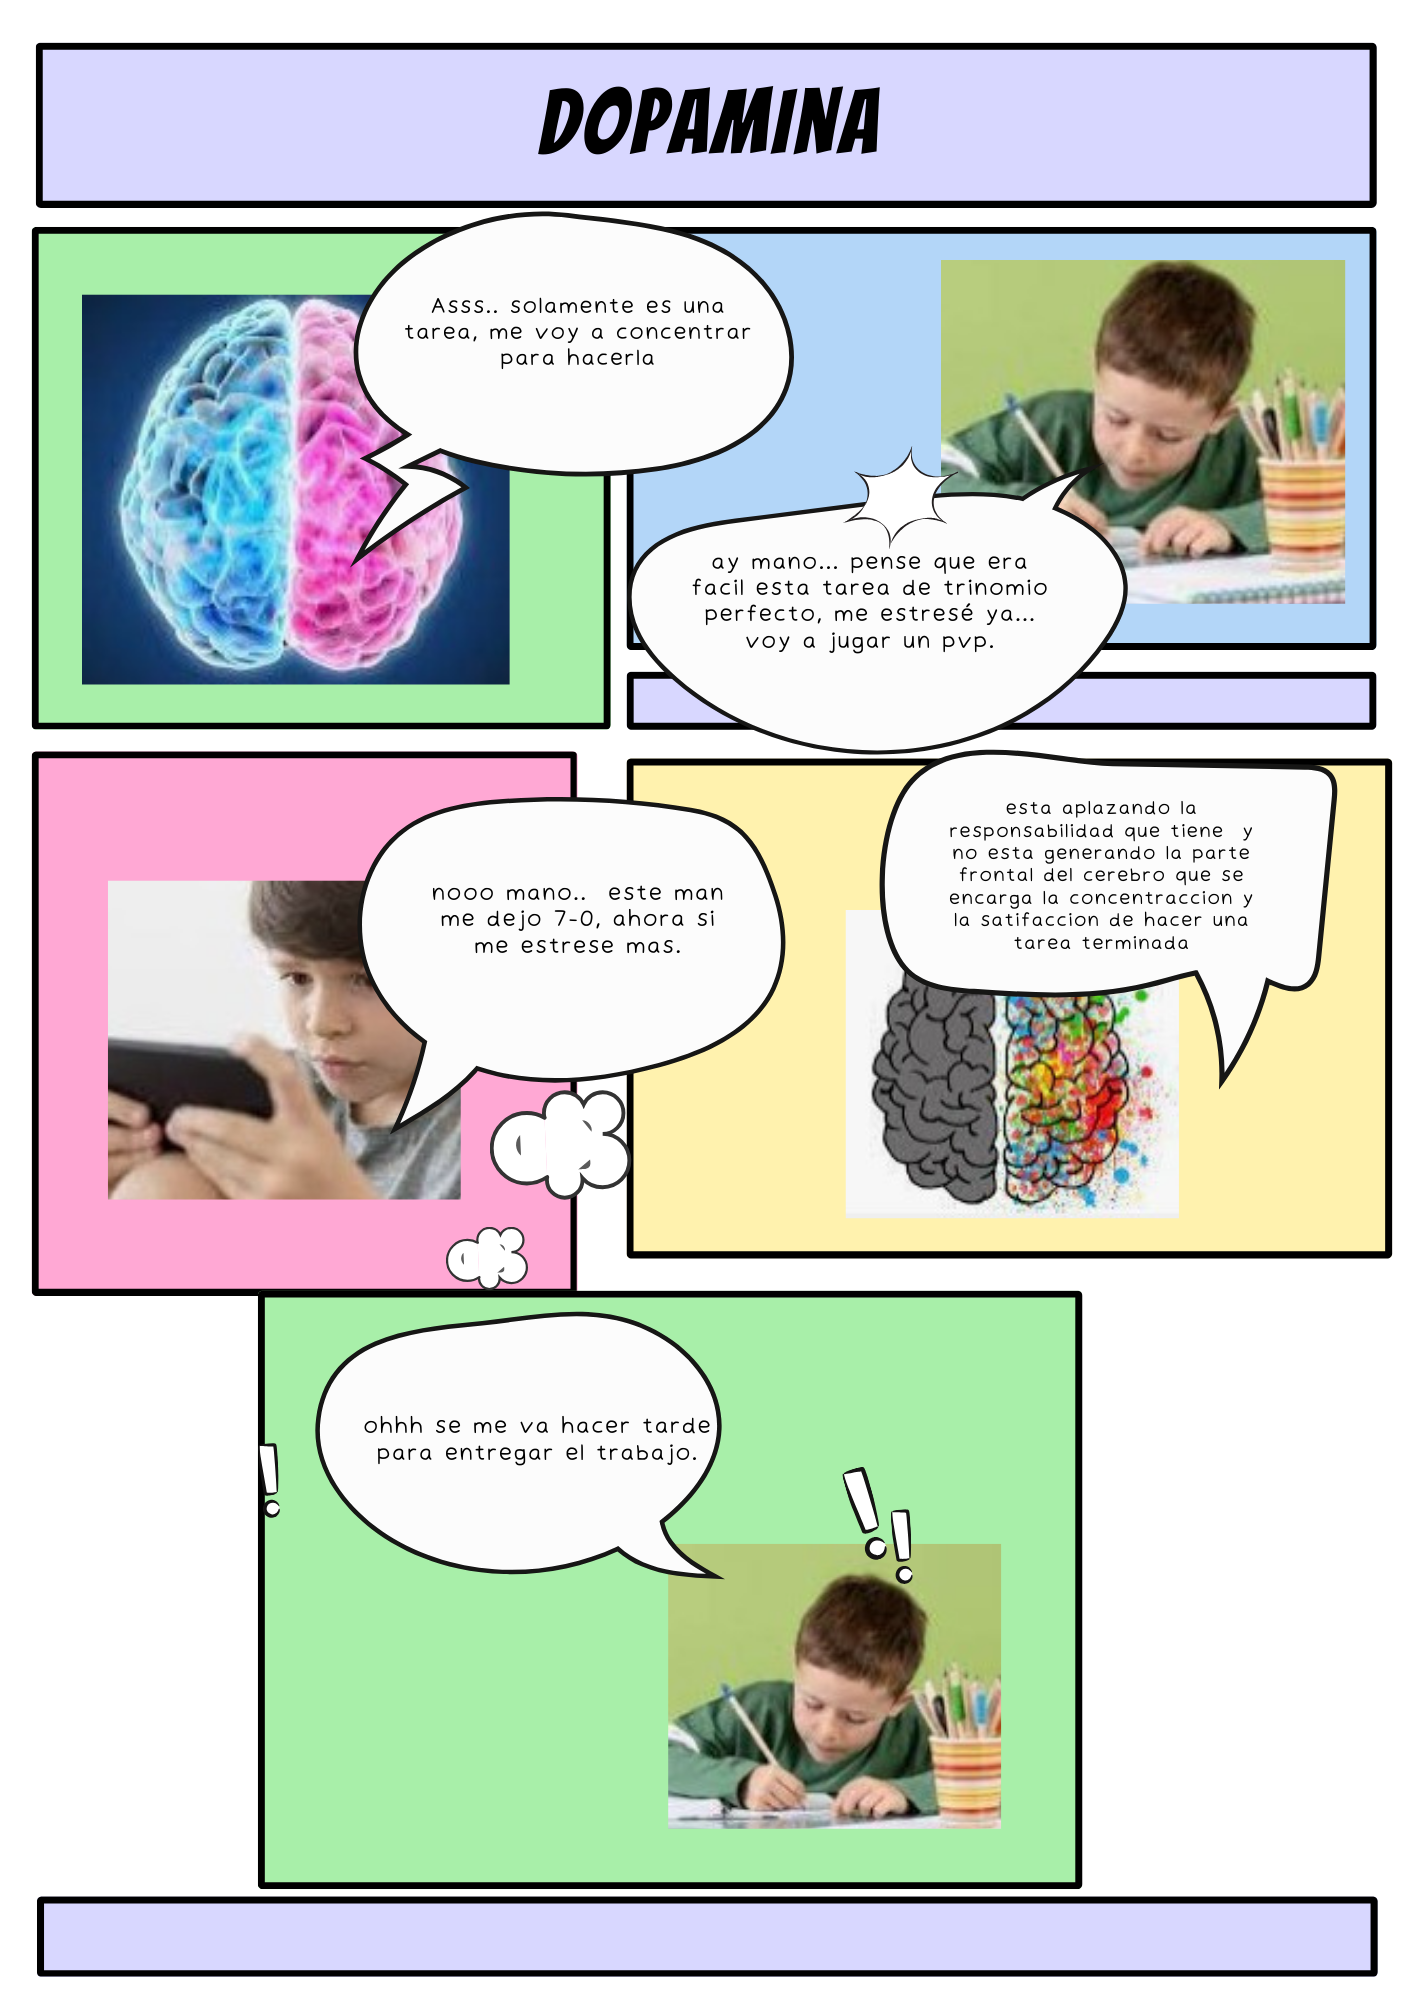 DOPAMINA
Asss.. solamente es una
tarea, me voy a concentrar
para hacerla
ay mano... pense que era
facil esta tarea de trinomio
perfecto, me estresé ya...
voy a jugar un pvp.
nooo mano..  este man
me dejo 7-0, ahora si
me estrese mas.
esta aplazando la
responsabilidad que tiene  y
no esta generando la parte
frontal del cerebro que se
encarga la concentraccion y
la satifaccion de hacer una
tarea terminada
ohhh se me va hacer tarde
para entregar el trabajo.
!
!
!